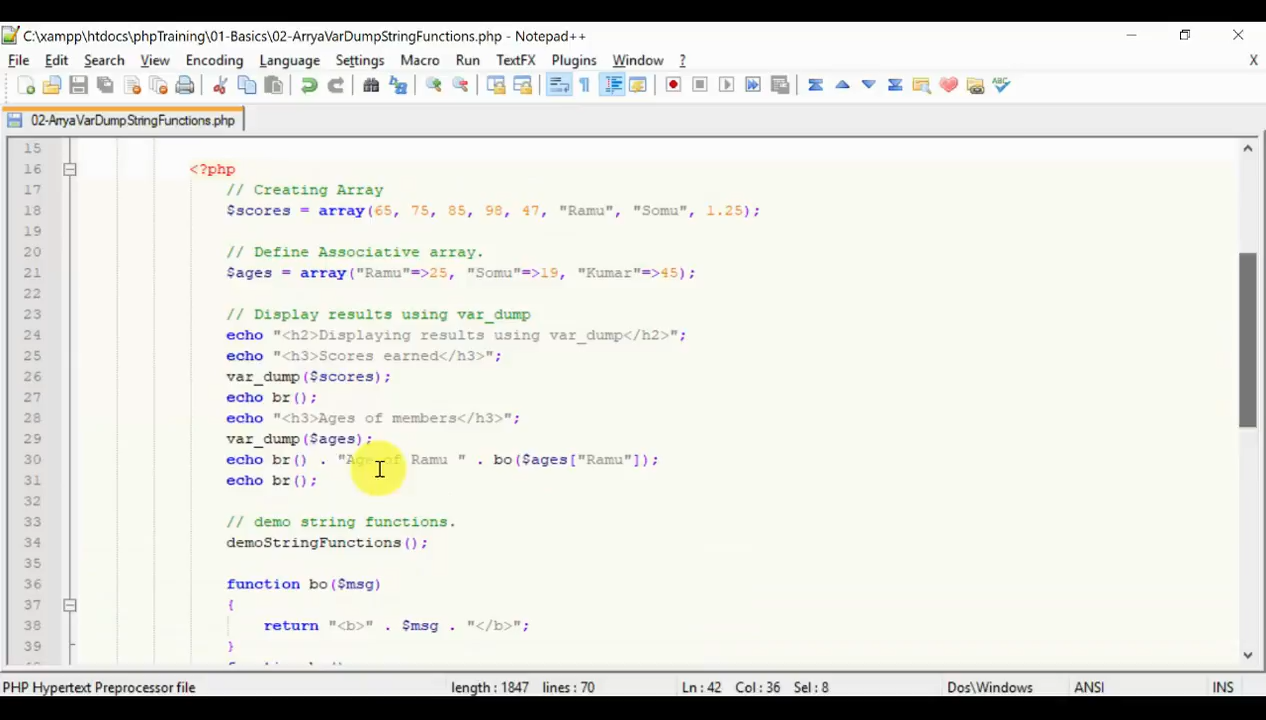 C:\xampp\htdocs\phpTraining\01-Basics\02-ArryaVarDumpStringFunctions.php - Notepad++
File Edit Search View Encoding Language Settings Macro Run TextFX Plugins Window ? X
02-ArryaVarDumpStringFunctions.php
15
16 <?php
17 // Creating Array
18 $scores = array(65, 75, 85, 98, 47, "Ramu", "Somu", 1.25);
19
20 // Define Associative array.
21 $ages = array("Ramu"=>25, "Somu"=>19, "Kumar"=>45);
22
23 // Display results using var_dump
24 echo "<h2>Displaying results using var_dump</h2>";
25 echo "<h3>Scores earned</h3>";
26 var_dump($scores);
27 echo br();
28 echo "<h3>Ages of members</h3>";
29 var_dump($ages);
30 echo br() . "Age of Ramu " . bo($ages["Ramu"]);
31 echo br();
32
33 // demo string functions.
34 demoStringFunctions();
35
36 function bo($msg)
37 {
38 return "<b>" . $msg . "</b>";
39 }
PHP Hypertext Preprocessor file length : 1847 lines : 70 Ln : 42 Col : 36 Sel : 8 Dos\Windows ANSI INS